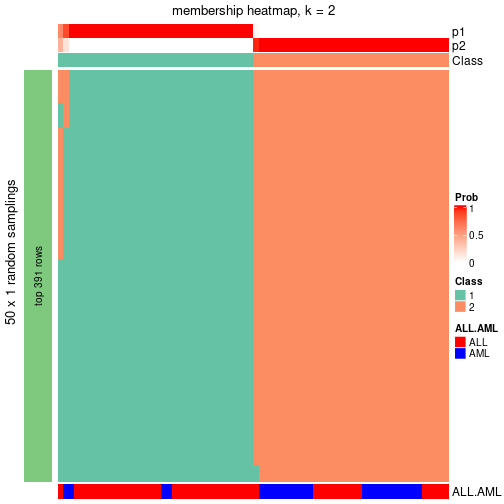 membership heatmap, k = 2
p1
p2
Class
50 x 1 random samplings
top 391 rows
Prob
1
0.5
0
Class
1
2
ALL.AML
ALL
AML
ALL.AML